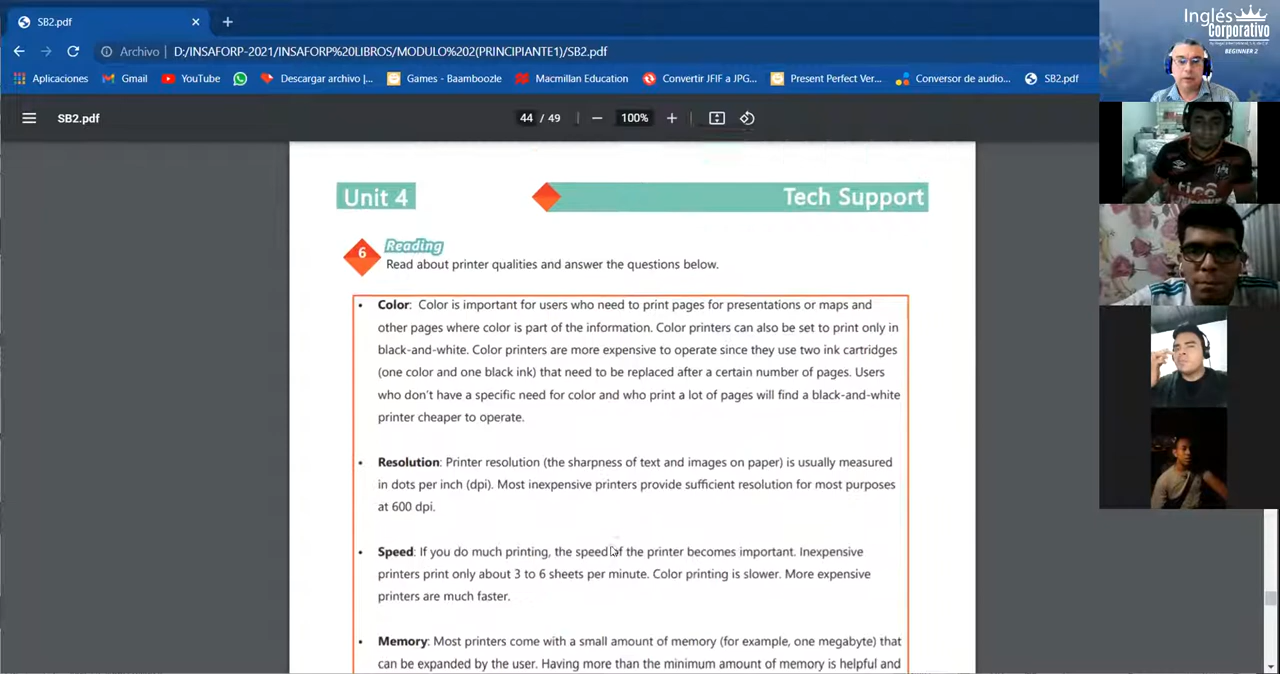 SB2.pdf
Archivo
D:/INSAFORP-2021/INSAFORP%20LIBROS/MODULO%202(PRINCIPIANTE1)/SB2.pdf
Aplicaciones
Gmail
YouTube
Descargar archivo |...
Games - Baamboozle
Macmillan Education
Convertir JFIF a JPG...
Present Perfect Ver...
Conversor de audio...
SB2.pdf
SB2.pdf
44 / 49
100%
Inglés
Corporativo
BEGINNER 2
Unit 4
Tech Support
6
Reading
Read about printer qualities and answer the questions below.
• Color: Color is important for users who need to print pages for presentations or maps and
other pages where color is part of the information. Color printers can also be set to print only in
black-and-white. Color printers are more expensive to operate since they use two ink cartridges
(one color and one black ink) that need to be replaced after a certain number of pages. Users
who don't have a specific need for color and who print a lot of pages will find a black-and-white
printer cheaper to operate.
• Resolution: Printer resolution (the sharpness of text and images on paper) is usually measured
in dots per inch (dpi). Most inexpensive printers provide sufficient resolution for most purposes
at 600 dpi.
• Speed: If you do much printing, the speed of the printer becomes important. Inexpensive
printers print only about 3 to 6 sheets per minute. Color printing is slower. More expensive
printers are much faster.
• Memory: Most printers come with a small amount of memory (for example, one megabyte) that
can be expanded by the user. Having more than the minimum amount of memory is helpful and